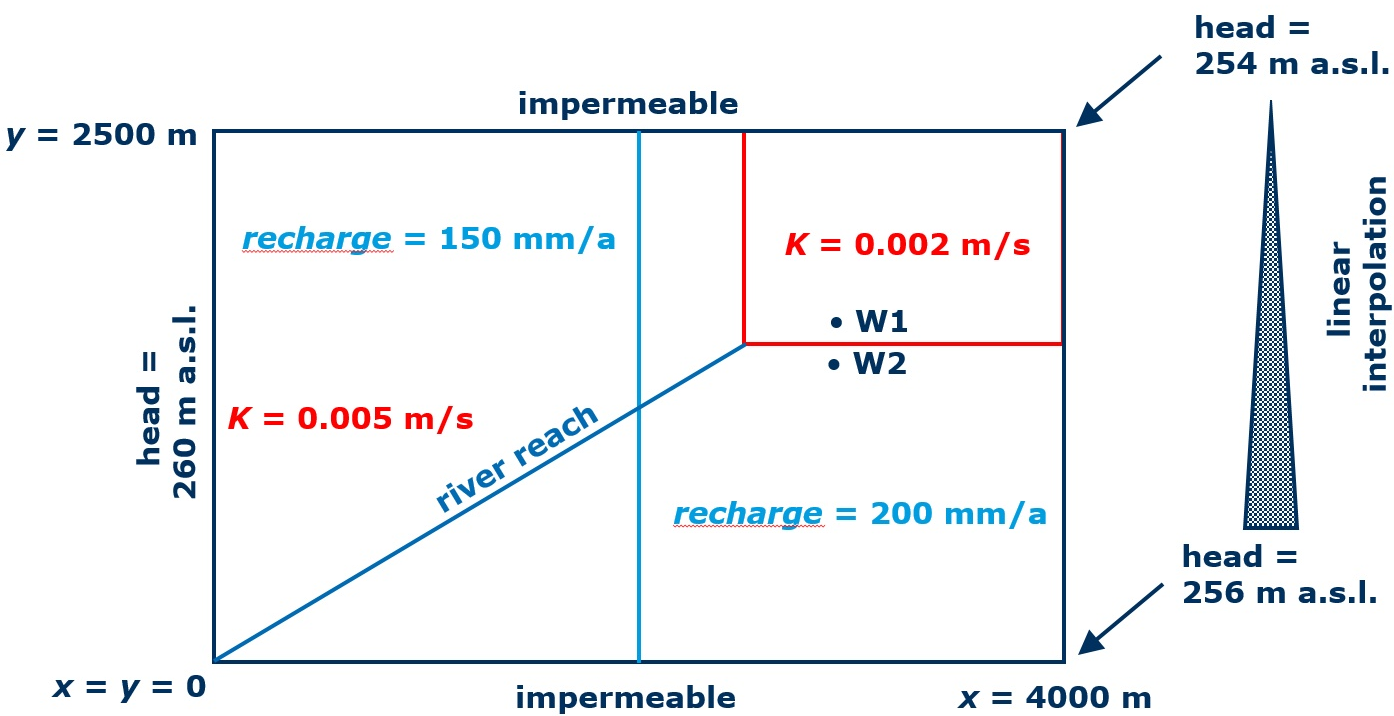 head =
254 m a.s.l.
impermeable
y = 2500 m
recharge = 150 mm/a
K = 0.002 m/s
linear
interpolation
• W1
• W2
head =
260 m a.s.l.
K = 0.005 m/s
river reach
recharge = 200 mm/a
head =
256 m a.s.l.
x = y = 0
impermeable
x = 4000 m